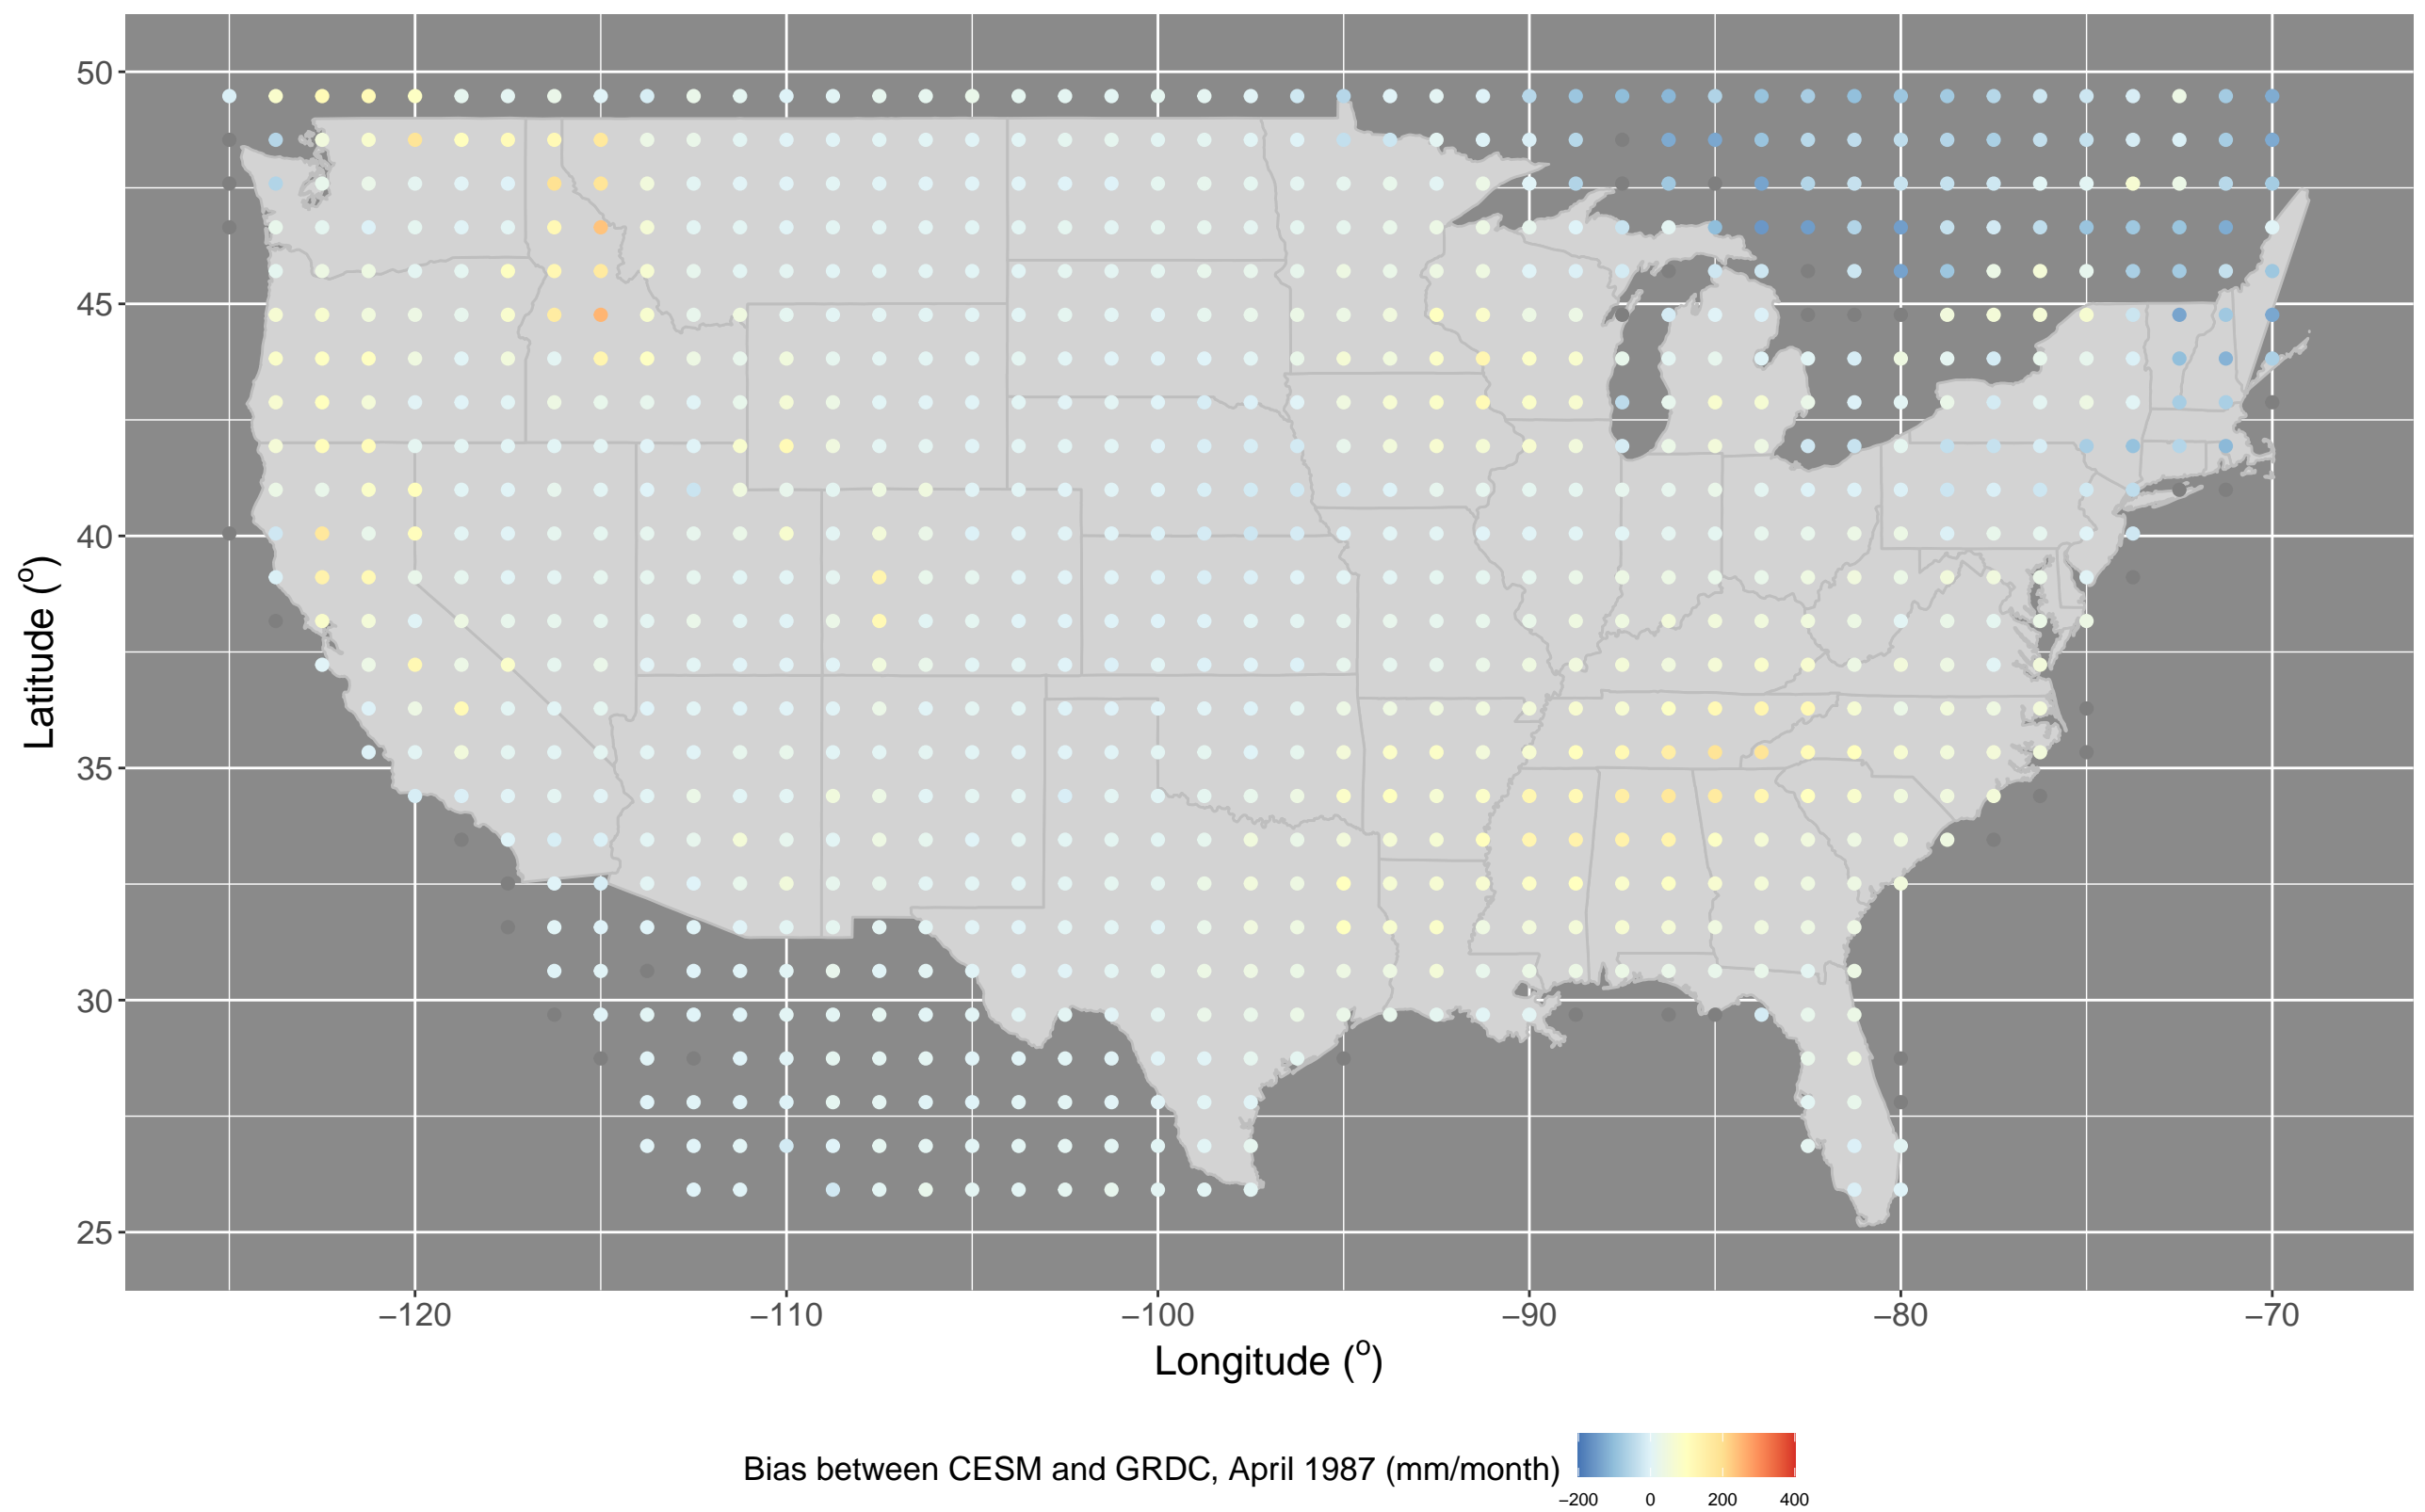 50
45
40
35
30
25
Latitude (o)
−120 −110 −100 −90 −80 −70
Longitude (o)
Bias between CESM and GRDC, April 1987 (mm/month)
−200 0 200 400